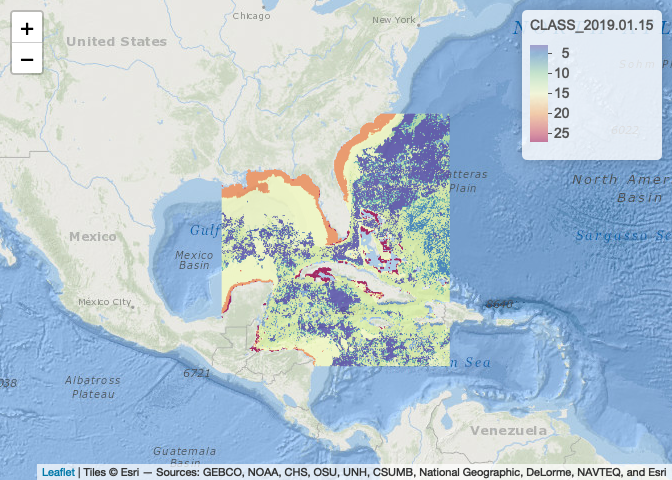 +
−
CLASS_2019.01.15
5
10
15
20
25
Chicago
New York
United States
atteras
Plain
North Amer
Basin
Sargasso Se
Gulf
Mexico
Mexico
Basin
Mexico City
n Sea
6721
Albatross
Plateau
Venezuela
Guatemala
Basin
Leaflet | Tiles © Esri — Sources: GEBCO, NOAA, CHS, OSU, UNH, CSUMB, National Geographic, DeLorme, NAVTEQ, and Esri